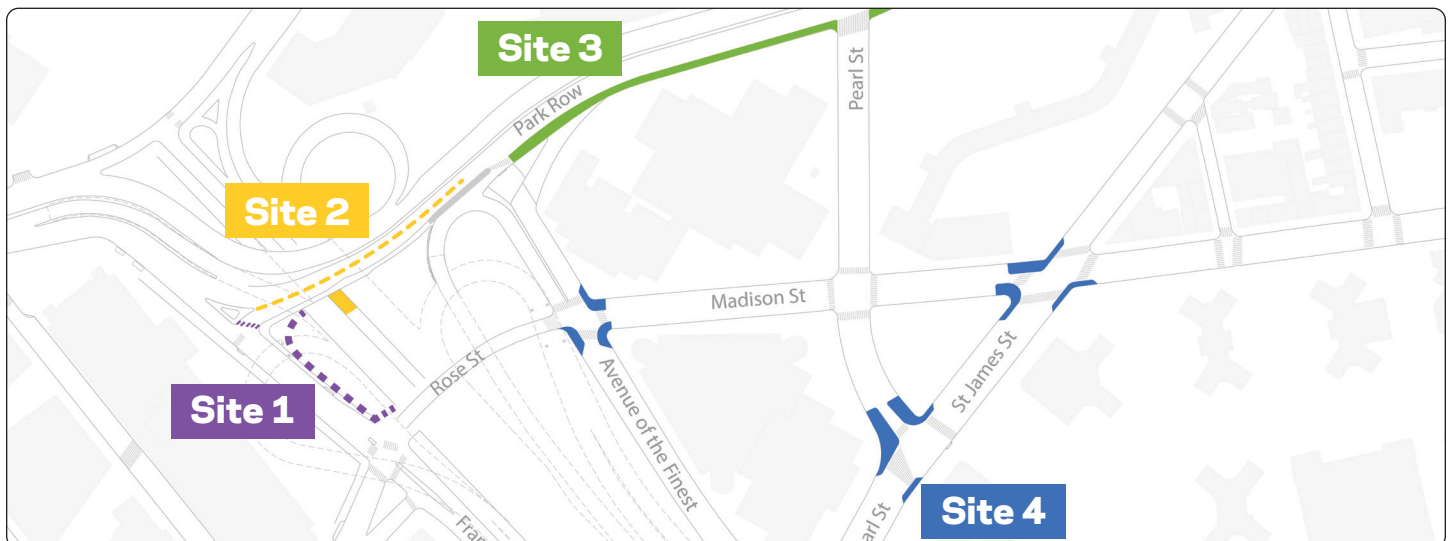 Site 3
Pearl St
Park Row
Site 2
Madison St
Rose St
St James St
Avenue of the Finest
Site 1
Site 4